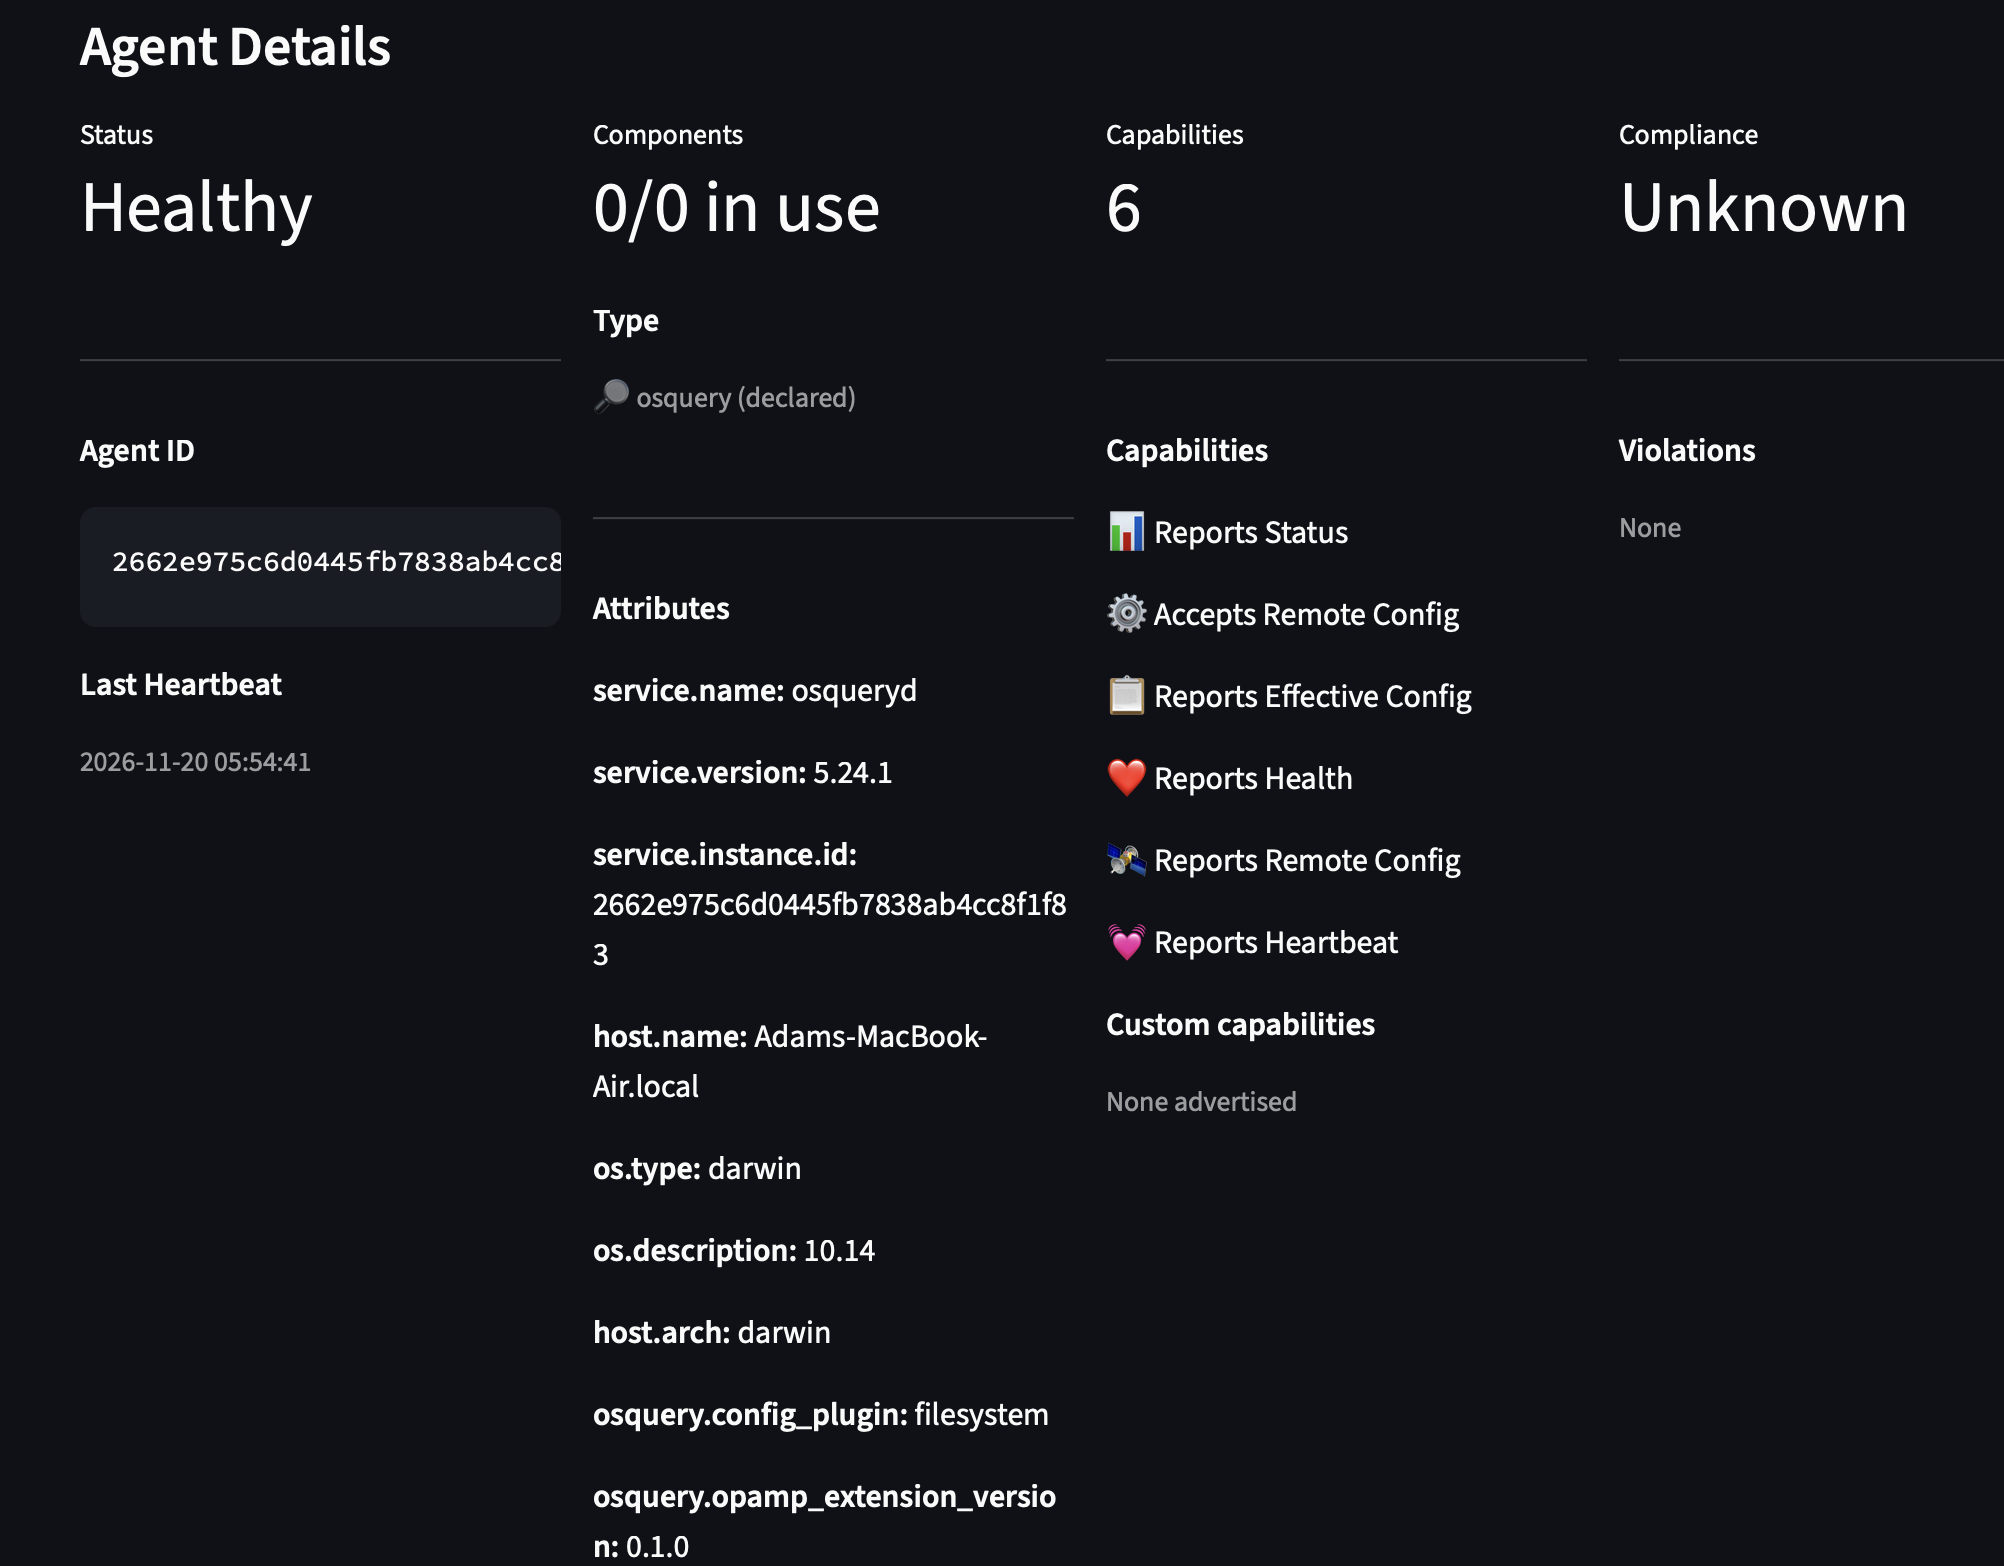 Agent Details
Status
Healthy
Agent ID
2662e975c6d0445fb7838ab4cc8
Last Heartbeat
2026-11-20 05:54:41
Components
0/0 in use
Type
osquery (declared)
Attributes
service.name: osqueryd
service.version: 5.24.1
service.instance.id:
2662e975c6d0445fb7838ab4cc8f1f8
3
host.name: Adams-MacBook-
Air.local
os.type: darwin
os.description: 10.14
host.arch: darwin
osquery.config_plugin: filesystem
osquery.opamp_extension_versio
n: 0.1.0
Capabilities
6
Capabilities
Reports Status
Accepts Remote Config
Reports Effective Config
Reports Health
Reports Remote Config
Reports Heartbeat
Custom capabilities
None advertised
Compliance
Unknown
Violations
None